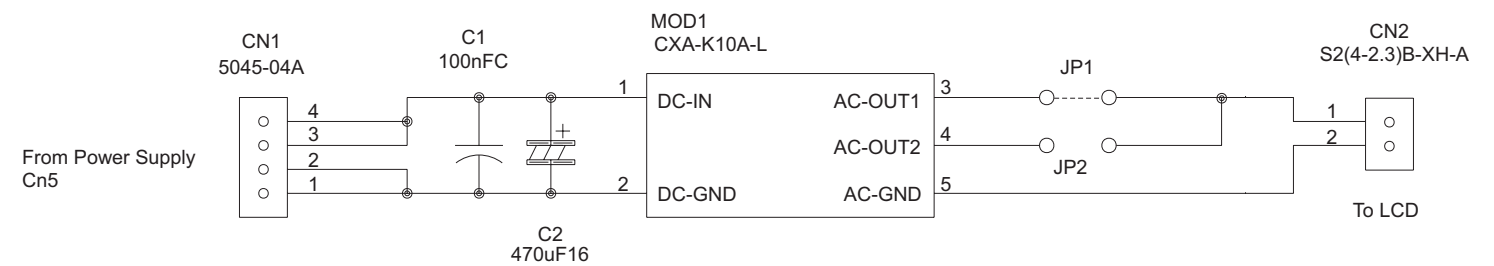 CN1
5045-04A
4
3
2
1
From Power Supply
Cn5
C1
100nFC
+
C2
470uF16
MOD1
CXA-K10A-L
1
DC-IN
2
DC-GND
AC-OUT1
3
AC-OUT2
4
AC-GND
5
JP1
JP2
CN2
S2(4-2.3)B-XH-A
1
2
To LCD